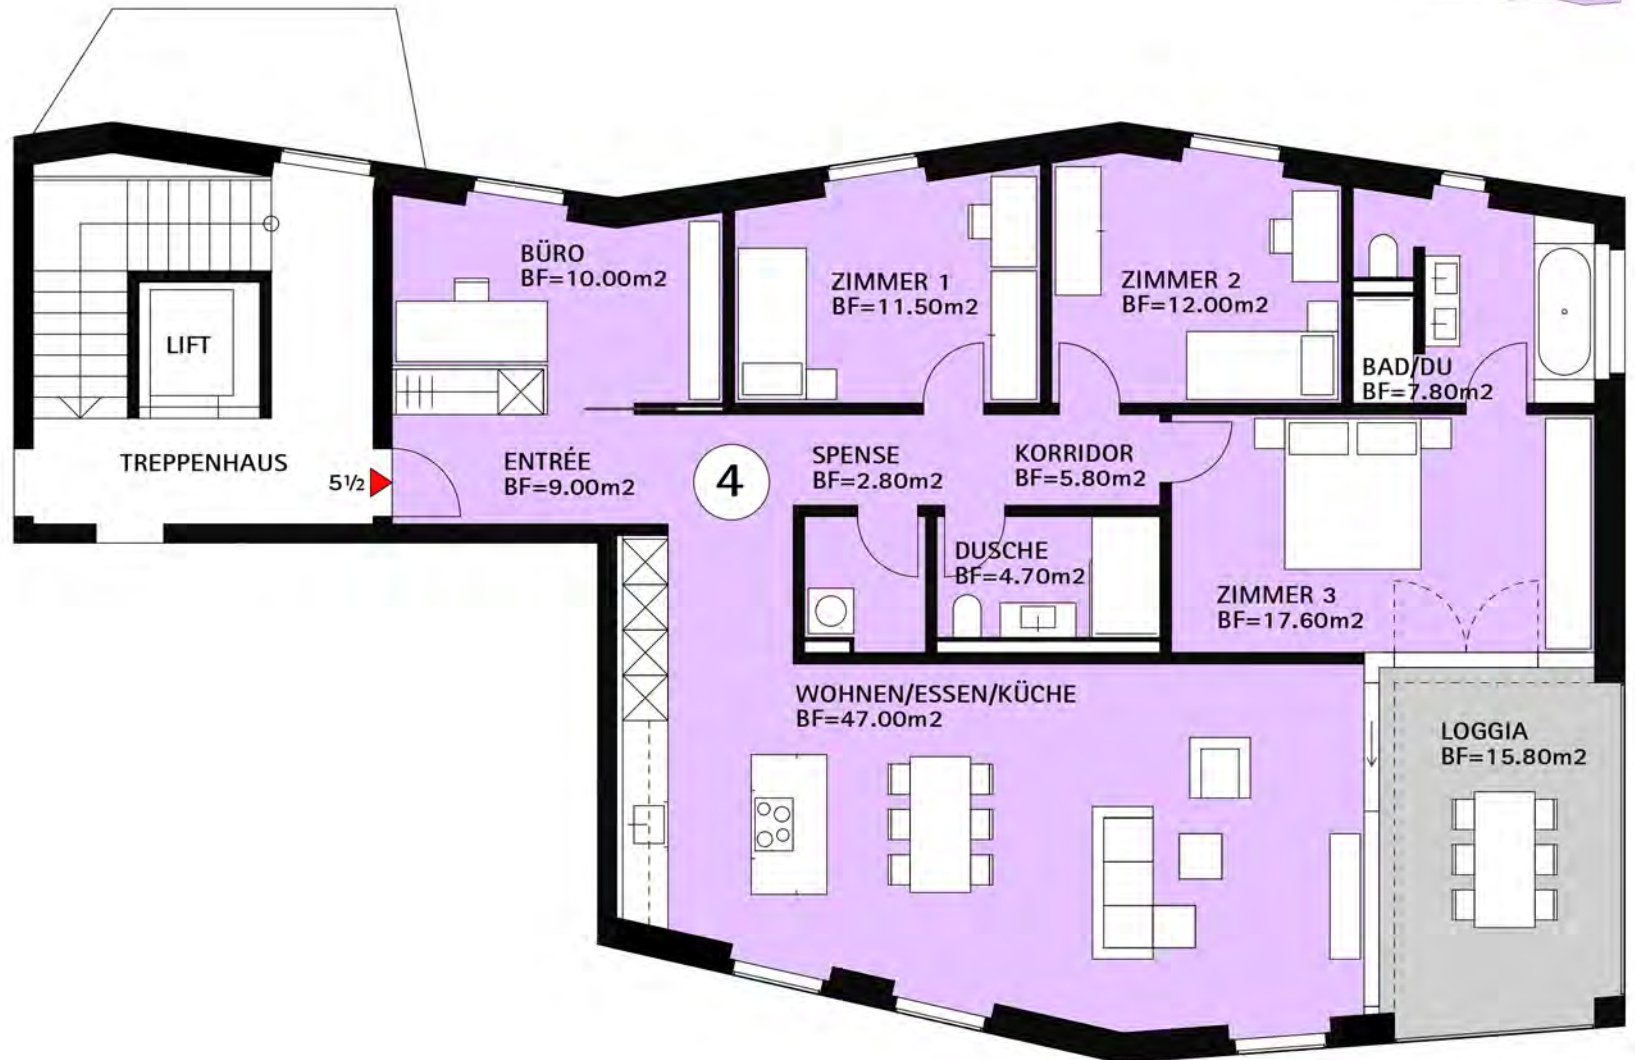 BÜRO
BF=10.00m2
ZIMMER 1
BF=11.50m2
ZIMMER 2
BF=12.00m2
LIFT
BAD/DU
BF=7.80m2
TREPPENHAUS
5½
ENTRÉE
BF=9.00m2
4
SPENSE
BF=2.80m2
KORRIDOR
BF=5.80m2
DUSCHE
BF=4.70m2
ZIMMER 3
BF=17.60m2
WOHNEN/ESSEN/KÜCHE
BF=47.00m2
LOGGIA
BF=15.80m2